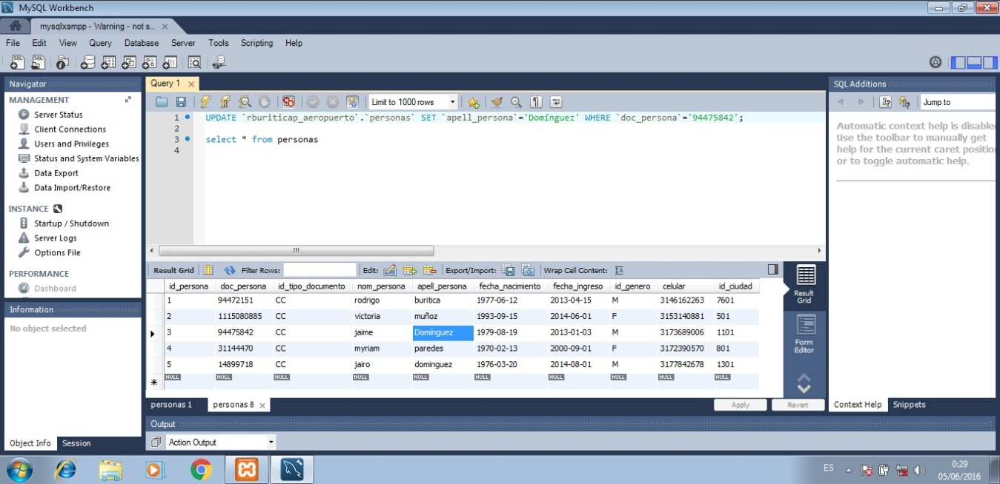 MySQL Workbench
mysqlxampp - Warning - not s...
File Edit View Query Database Server Tools Scripting Help
Navigator
MANAGEMENT
Server Status
Client Connections
Users and Privileges
Status and System Variables
Data Export
Data Import/Restore
INSTANCE
Startup / Shutdown
Server Logs
Options File
PERFORMANCE
Dashboard
Information
No object selected
Object Info Session
Query 1
Limit to 1000 rows
1 UPDATE `rburiticap_aeropuerto`.`personas` SET `apell_persona`='Domínguez' WHERE `doc_persona`='94475842';
2
3 select * from personas
4
Result Grid Filter Rows: Edit: Export/Import: Wrap Cell Content:
id_persona doc_persona id_tipo_documento nom_persona apell_persona fecha_nacimiento fecha_ingreso id_genero celular id_ciudad
1 94472151 CC rodrigo buritica 1977-06-12 2013-04-15 M 3146162263 7601
2 1115080885 CC victoria muñoz 1993-09-15 2014-06-01 F 3153140881 501
3 94475842 CC jaime Domínguez 1979-08-19 2013-01-03 M 3173689006 1101
4 31144470 CC myriam paredes 1970-02-13 2000-09-01 F 3172390570 801
5 14899718 CC jairo dominguez 1976-03-20 2014-08-01 M 3177842678 1301
NULL NULL NULL NULL NULL NULL NULL NULL NULL NULL
Result Grid
Form Editor
personas 1 personas 8
Apply Revert
Output
Action Output
SQL Additions
Jump to
Automatic context help is disable
Use the toolbar to manually get
help for the current caret positio
or to toggle automatic help.
Context Help Snippets
ES
0:29
05/06/2016